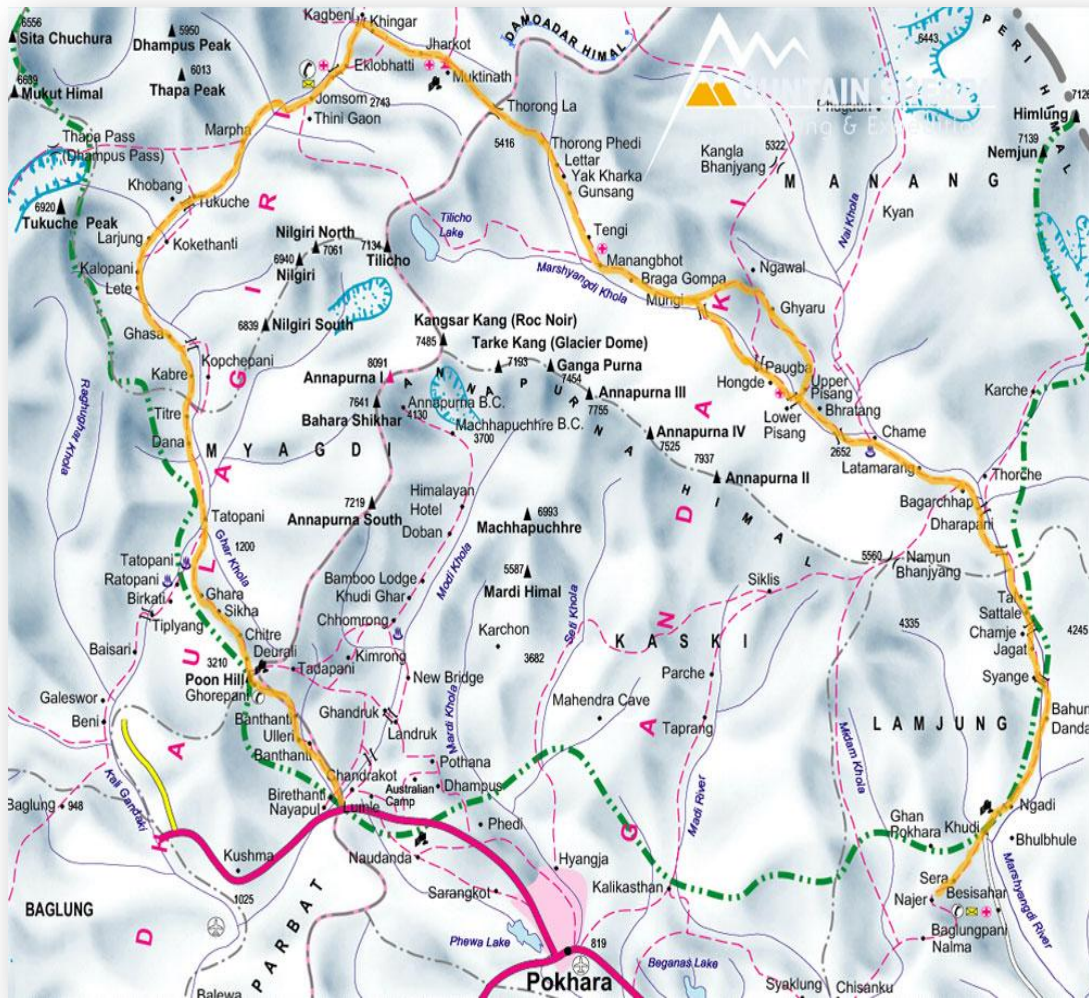 6556
Sita Chuchura
5950
Dhampus Peak
6013
Thapa Peak
6639
Mukut Himal
Kagbeni
Khingar
Jharkot
Eklobhatti
Muktinath
DAMOADAR HIMAL
Jomsom 2743
Thini Gaon
Marpha
Thorong La
5416
Thorong Phedi
Lettar
Yak Kharka
Gunsang
Thapa Pass
(Dhampus Pass)
Khobang
Tukuche
6920
Tukuche Peak
Larjung
Kokethanti
Kalopani
Lete
Nilgiri North
7061
6940
Nilgiri
7134
Tilicho
Tilicho
Lake
6839
Nilgiri South
Ghasa
Kopchepani
Kabre
Titre
Dana
MYAGDI
Raghughar Khola
Tengi
Manangbhot
Braga Gompa
Mungi
Marshyangdi Khola
Kangla
Bhanjyang
5322
MANANG
Kyan
Nai Khola
6443
PERI HIMAL
7126
Himlung
7139
Nemjun
Ngawal
Ghyaru
Paugba
Hongde
Upper
Pisang
Lower
Pisang
Bhratang
2652
Chame
Latamarang
Karche
Thorche
Bagarchhap
Dharapani
Kangsar Kang (Roc Noir)
7485
Tarke Kang (Glacier Dome)
7193
Ganga Purna
7454
Annapurna III
7755
8091
Annapurna I
7641
Bahara Shikhar
Annapurna B.C.
4130
Machhapuchhre B.C.
3700
Annapurna IV
7525
7937
Annapurna II
ANNAPURNA HIMAL
7219
Annapurna South
Himalayan
Hotel
Doban
6993
Machhapuchhre
5587
Mardi Himal
Tatopani
1200
Ghar Khola
Tatopani
Ratopani
Birkati
Tiplyang
Ghara
Sikha
Chitre
Deurali
3210
Poon Hill
Ghorepani
Tadapani
Baisari
Galeswor
Beni
Bamboo Lodge
Khudi Ghar
Chhomrong
Kimrong
New Bridge
Modi Khola
Karchon
3682
Seti Khola
Mardi Khola
KASKI
Siklis
5560
Namun
Bhanjyang
Tal
Sattale
Chamje
Jagat
4335
4245
Syange
LAMJUNG
Bahun
Danda
Parche
Mahendra Cave
Taprang
Ghandruk
Landruk
Banthanti
Ulleri
Banthanti
Pothana
Dhampus
Chandrakot
Australian
Camp
Birethanti
Nayapul
Lumle
Phedi
Kali Gandaki
Baglung
948
Kushma
Naudanda
Hyangja
Sarangkot
Kalikasthan
Madi River
Midam Khola
Ghan
Pokhara
Khudi
Ngadi
Bhulbhule
Sera
Besisahar
Najer
Baglungpani
Nalma
Marshyangdi River
BAGLUNG
1025
PARBAT
Balewa
Phewa Lake
819
Pokhara
Beganas Lake
Syaklung
Chisanku
DHAULAGIRI
GANDAKI